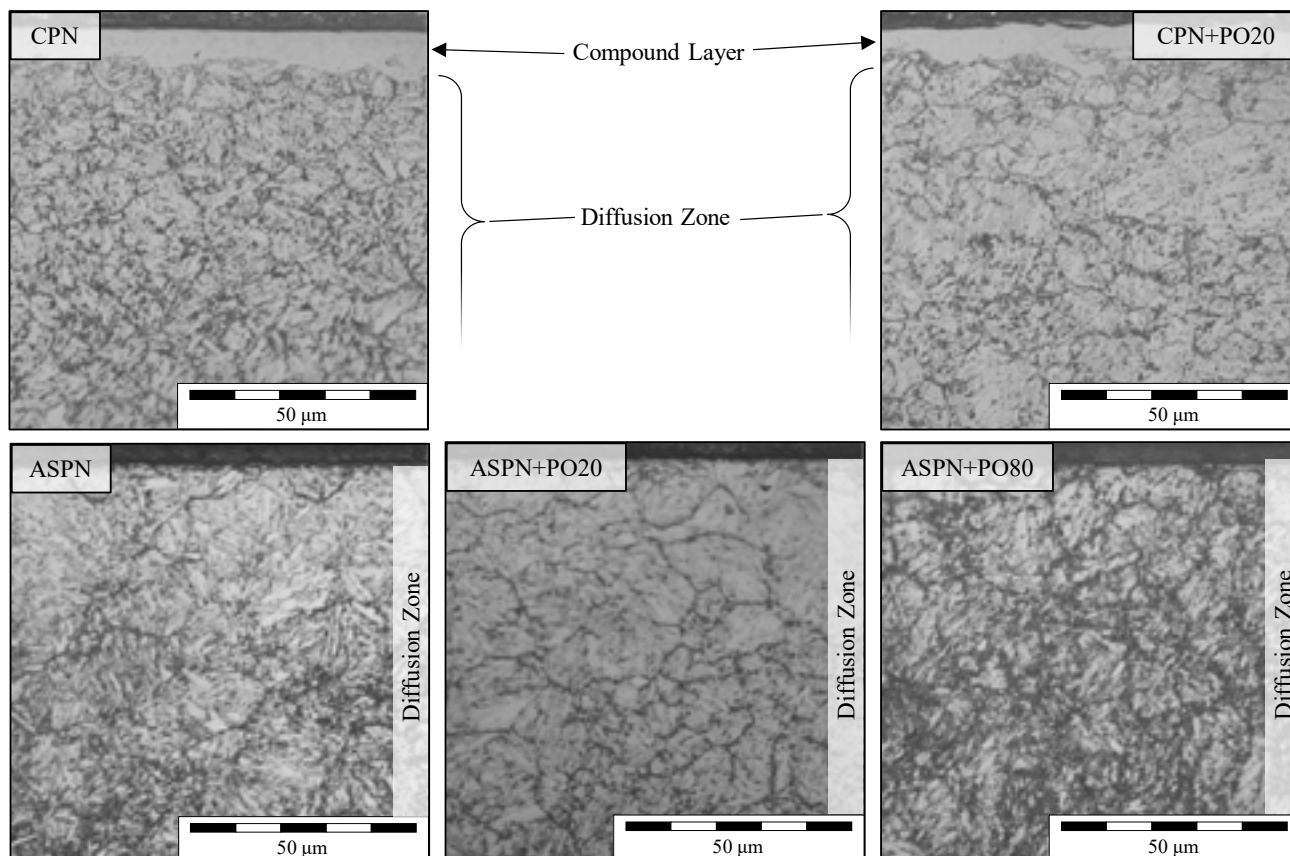 CPN
Compound Layer
CPN+PO20
Diffusion Zone
50 μm
50 μm
ASPN
Diffusion Zone
50 μm
ASPN+PO20
Diffusion Zone
50 μm
ASPN+PO80
Diffusion Zone
50 μm